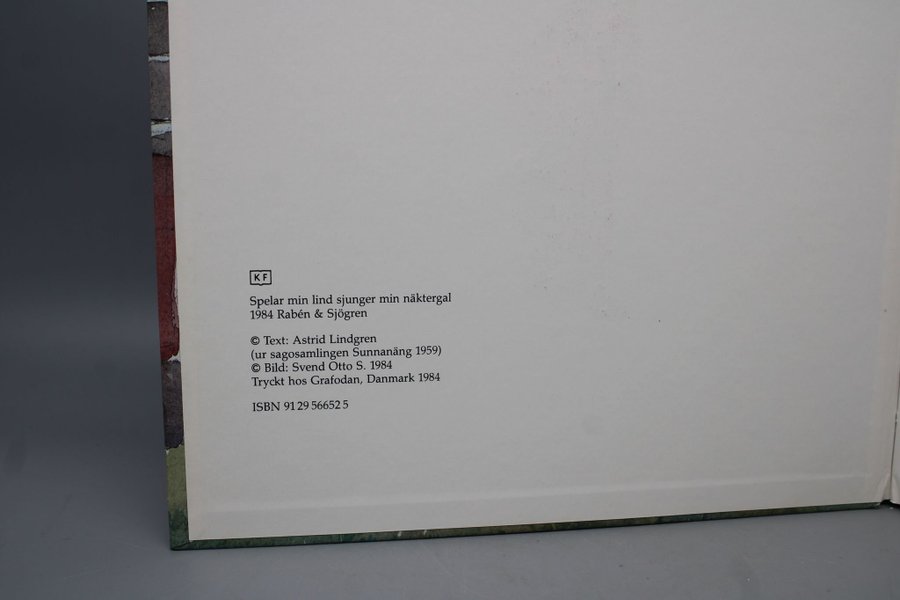 KF
Spelar min lind sjunger min näktergal
1984 Rabén & Sjögren
© Text: Astrid Lindgren
(ur sagosamlingen Sunnanäng 1959)
© Bild: Svend Otto S. 1984
Tryckt hos Grafodan, Danmark 1984
ISBN 91 29 56652 5